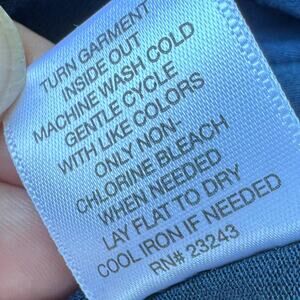 TURN GARMENT
INSIDE OUT
MACHINE WASH COLD
GENTLE CYCLE
WITH LIKE COLORS
ONLY NON-
CHLORINE BLEACH
WHEN NEEDED
LAY FLAT TO DRY
COOL IRON IF NEEDED
RN# 23243